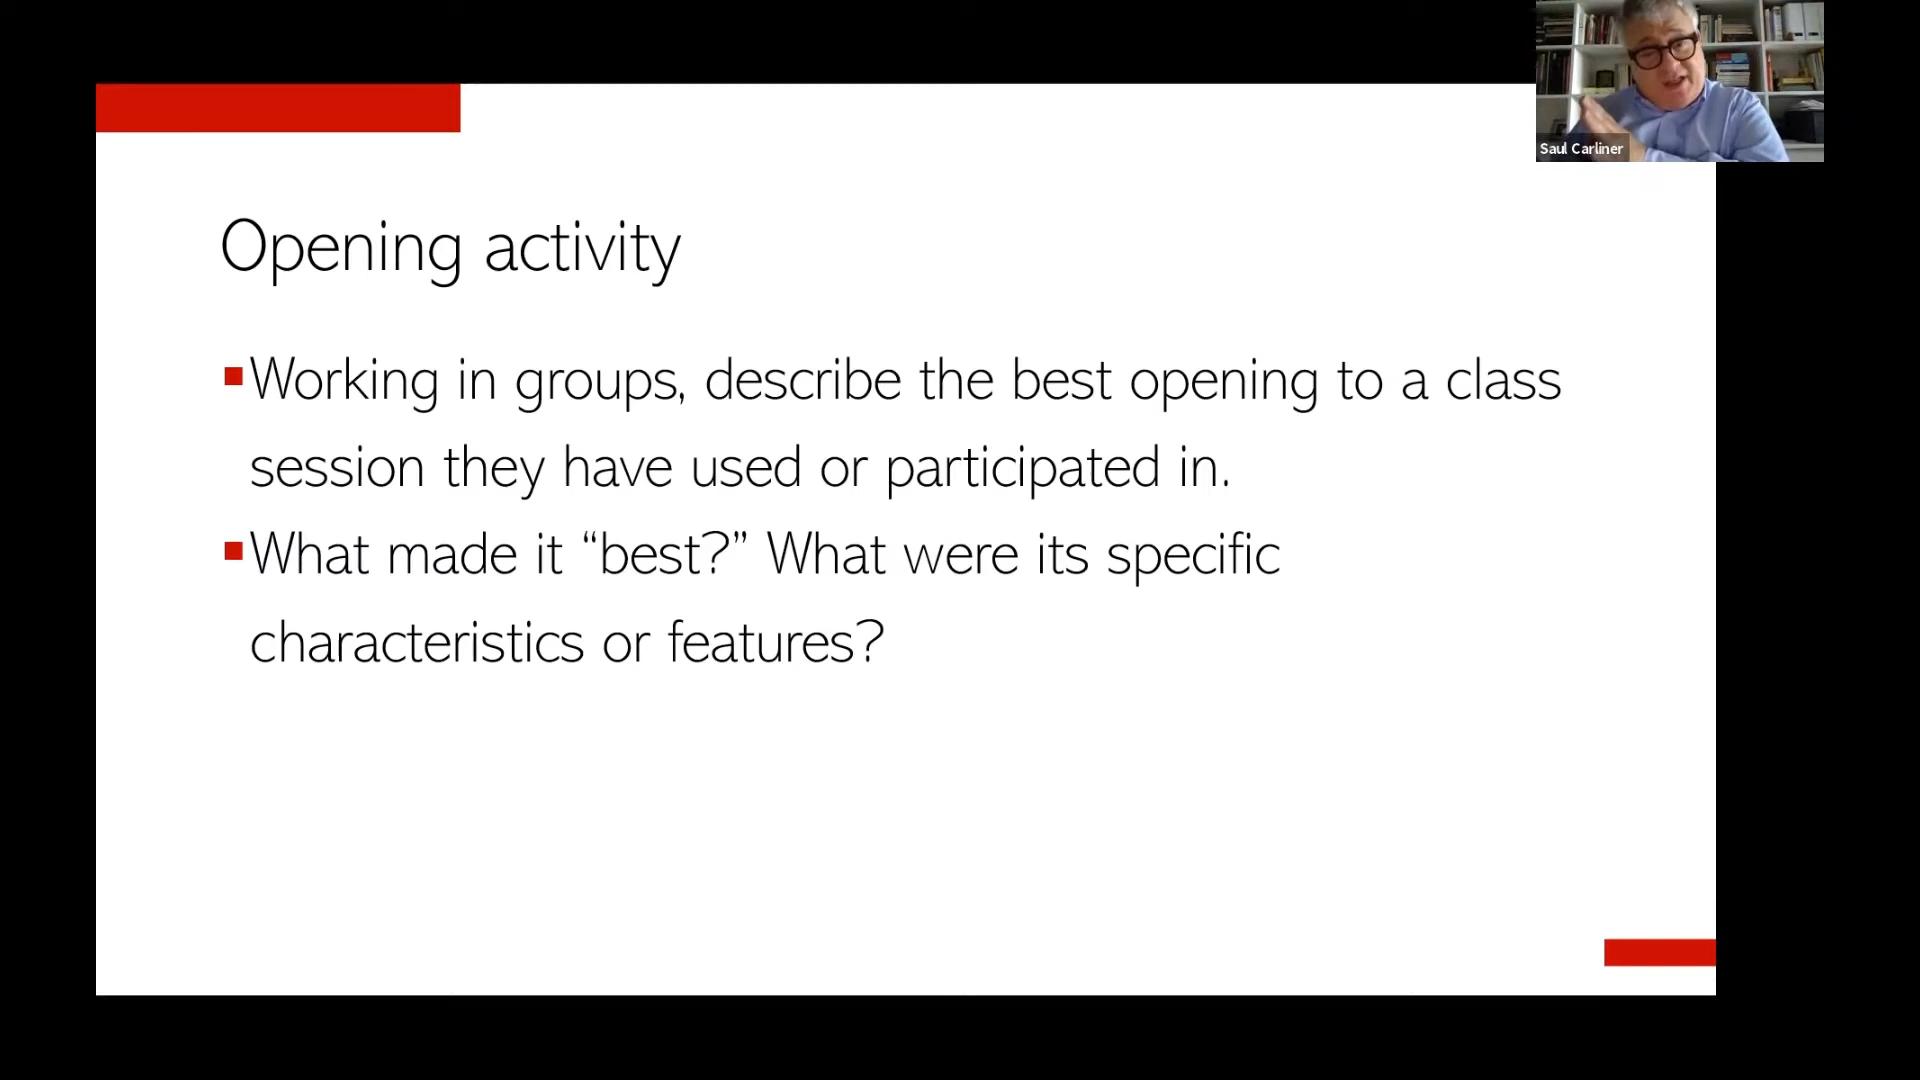 Saul Carliner
Opening activity
Working in groups, describe the best opening to a class
session they have used or participated in.
What made it “best?” What were its specific
characteristics or features?